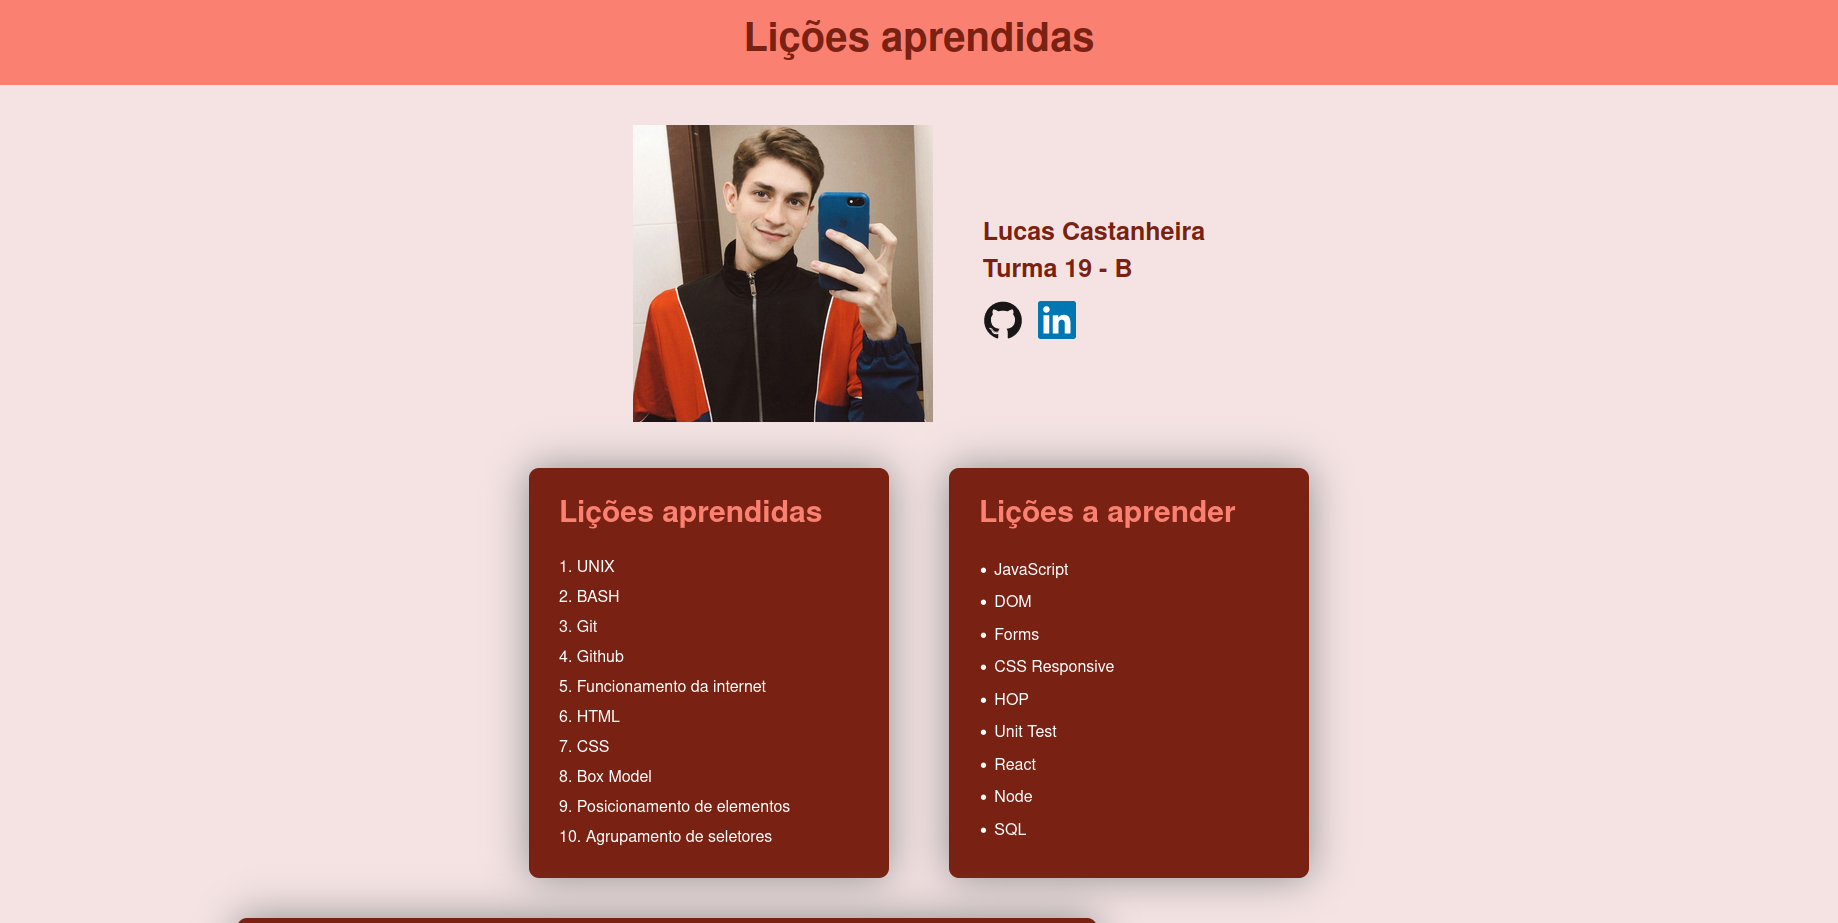 Lições aprendidas
Lucas Castanheira
Turma 19 - B
in
Lições aprendidas
1. UNIX
2. BASH
3. Git
4. Github
5. Funcionamento da internet
6. HTML
7. CSS
8. Box Model
9. Posicionamento de elementos
10. Agrupamento de seletores
Lições a aprender
• JavaScript
• DOM
• Forms
• CSS Responsive
• HOP
• Unit Test
• React
• Node
• SQL